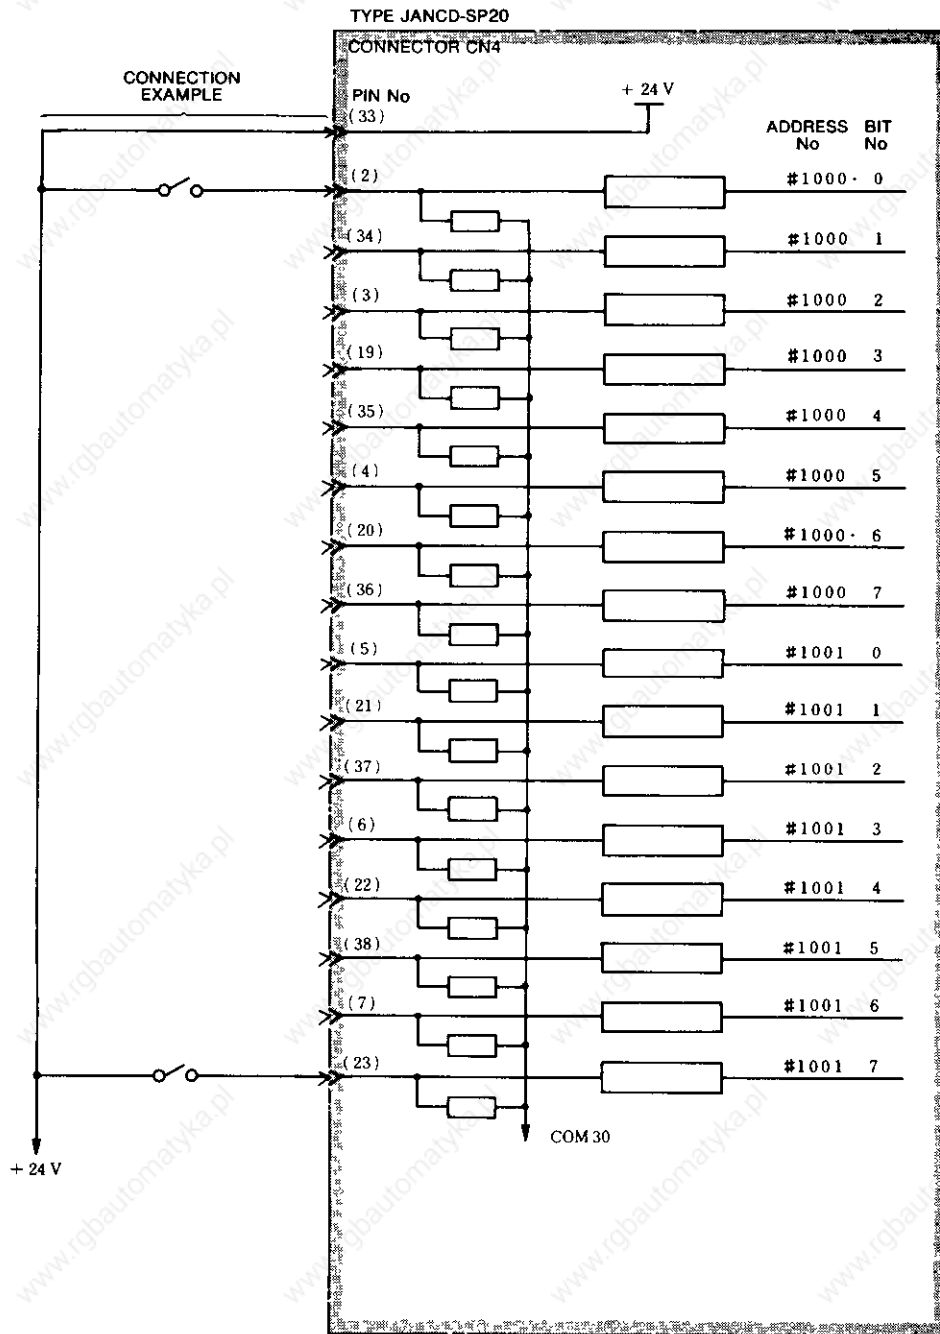 TYPE JANCD-SP20
CONNECTOR CN4
CONNECTION
EXAMPLE
PIN No
+ 24 V
ADDRESS No BIT No
(33)
(2) #1000· 0
(34) #1000 1
(3) #1000 2
(19) #1000 3
(35) #1000 4
(4) #1000 5
(20) #1000· 6
(36) #1000 7
(5) #1001 0
(21) #1001 1
(37) #1001 2
(6) #1001 3
(22) #1001 4
(38) #1001 5
(7) #1001 6
(23) #1001 7
COM 30
+ 24 V
www.rgbautomatyka.pl